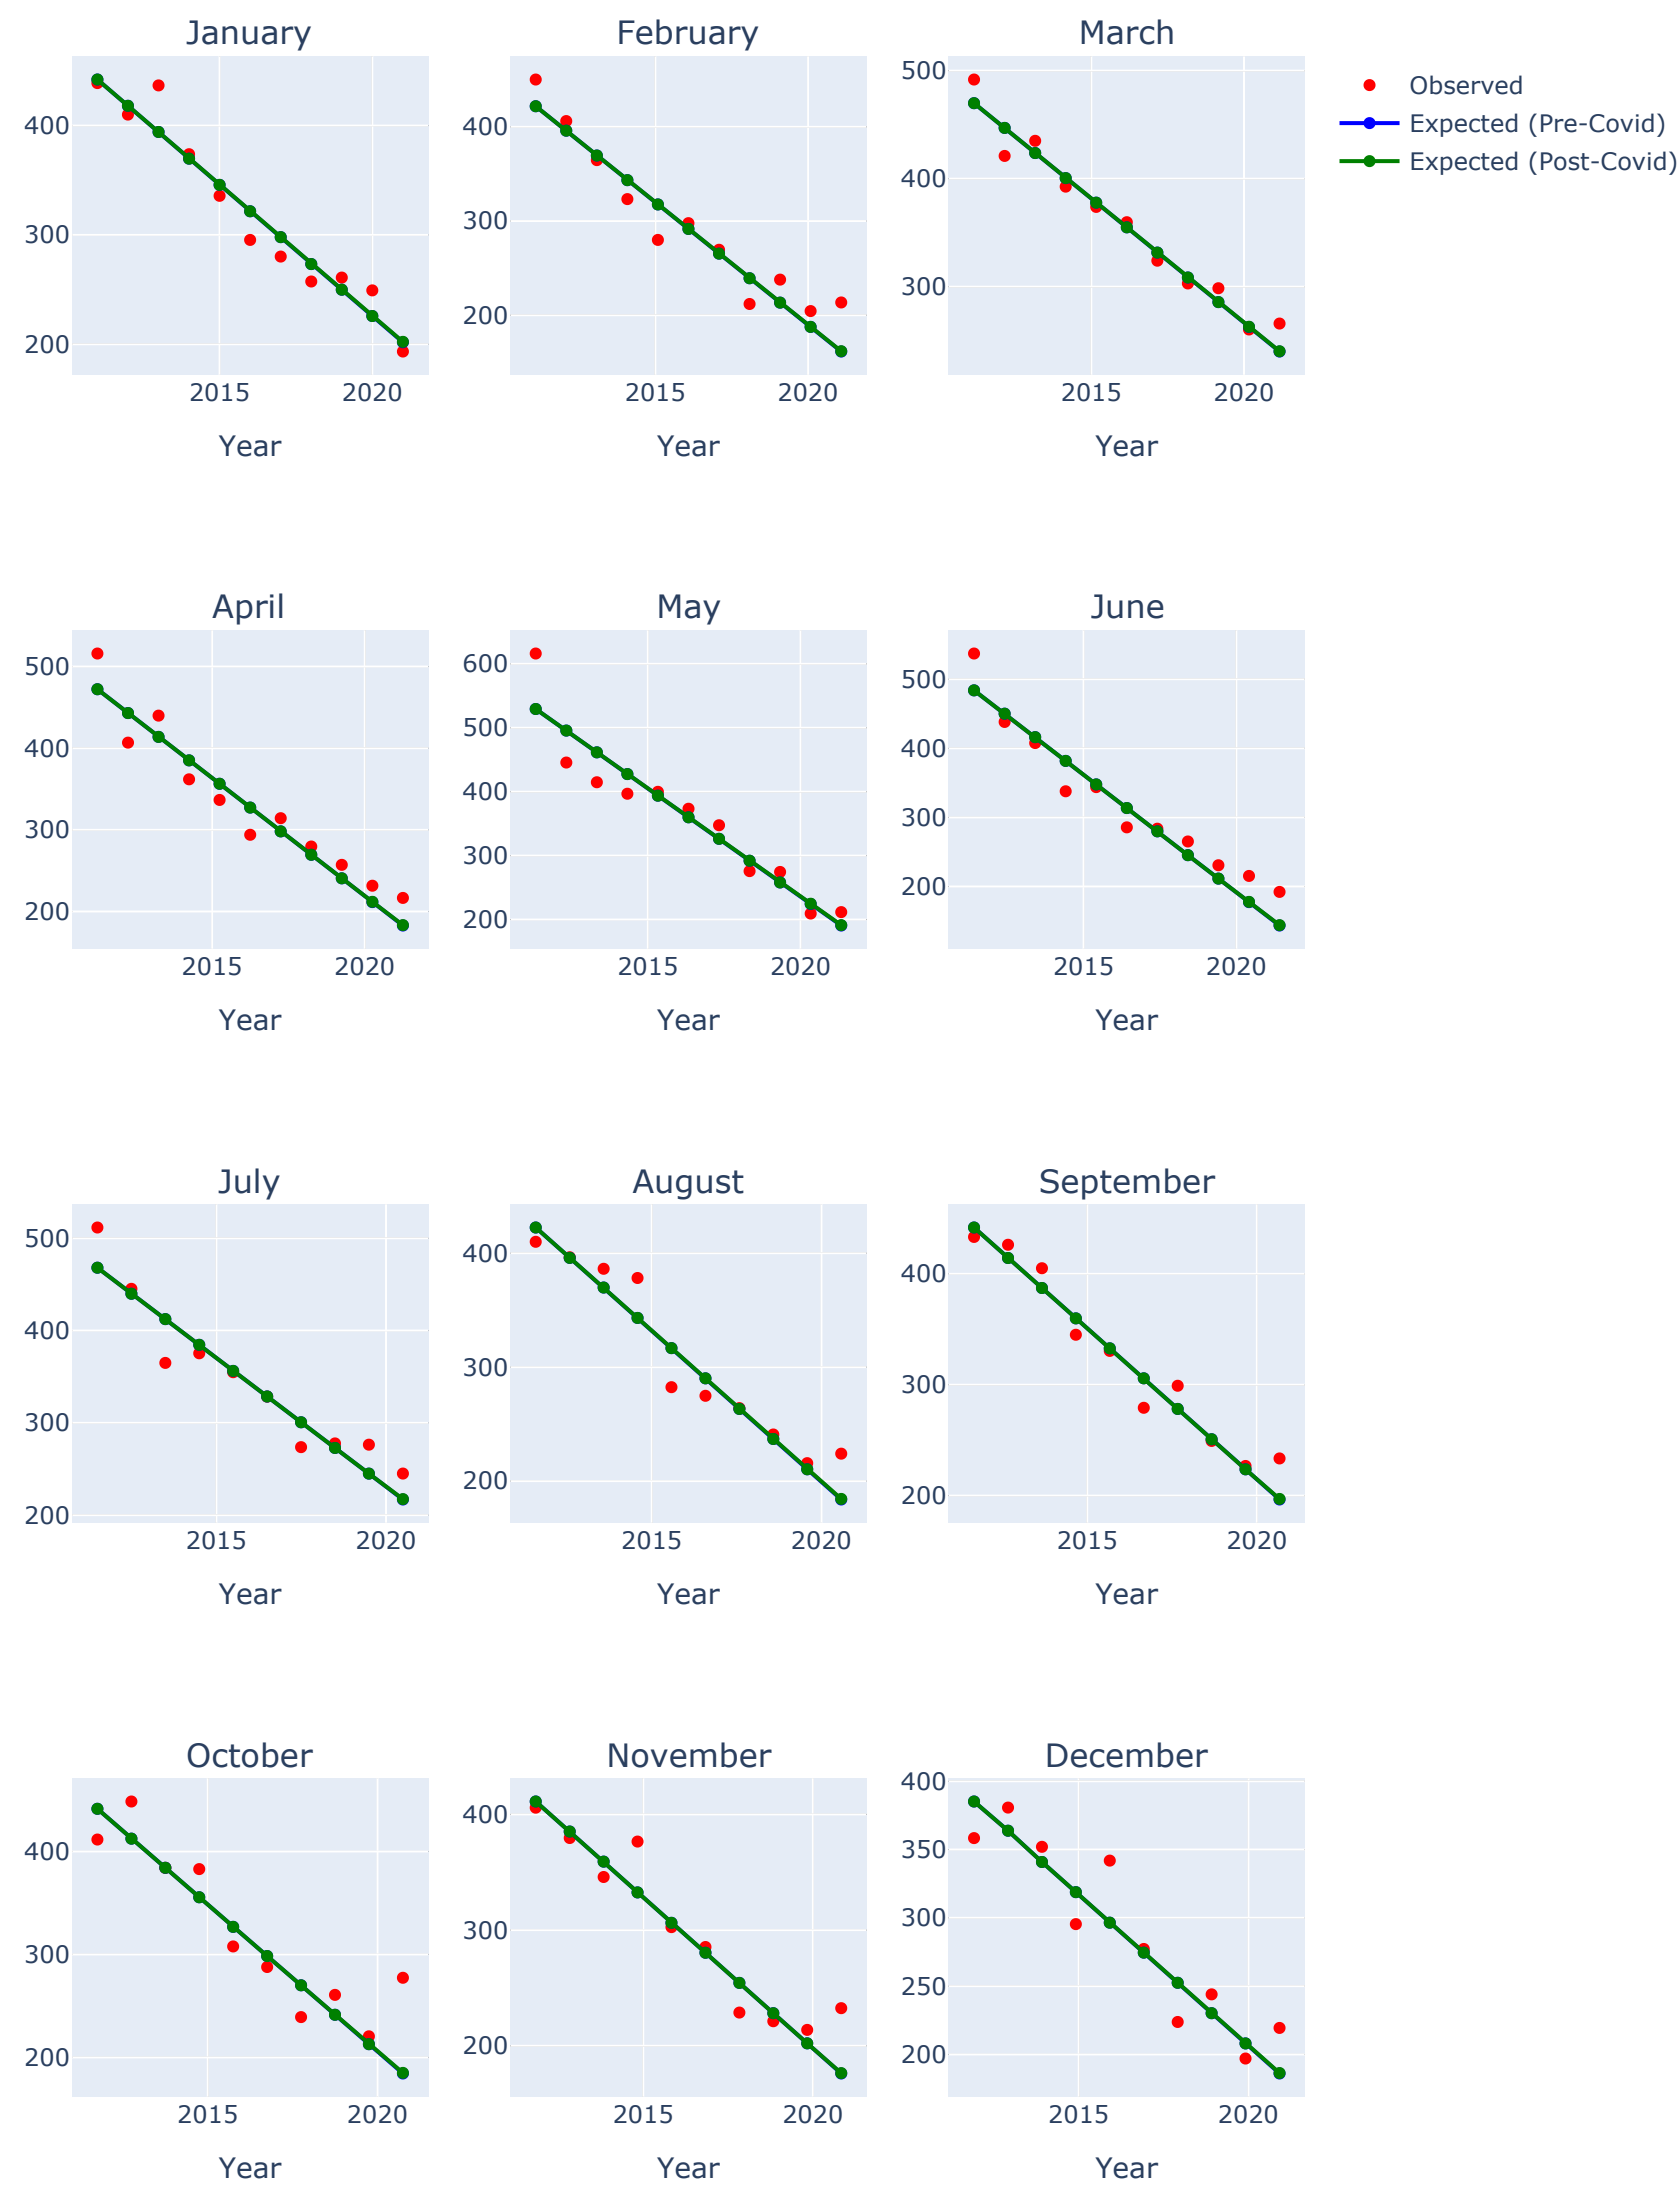 January
February
March
500
400
300
200
400
300
200
400
300
2015
2020
2015
2020
2015
2020
Year
Year
Year
Observed
Expected (Pre-Covid)
Expected (Post-Covid)
April
May
June
500
400
300
200
600
500
400
300
200
500
400
300
200
2015
2020
2015
2020
2015
2020
Year
Year
Year
July
August
September
500
400
300
200
400
300
200
400
300
200
2015
2020
2015
2020
2015
2020
Year
Year
Year
October
November
December
400
300
200
400
300
200
400
350
300
250
200
2015
2020
2015
2020
2015
2020
Year
Year
Year